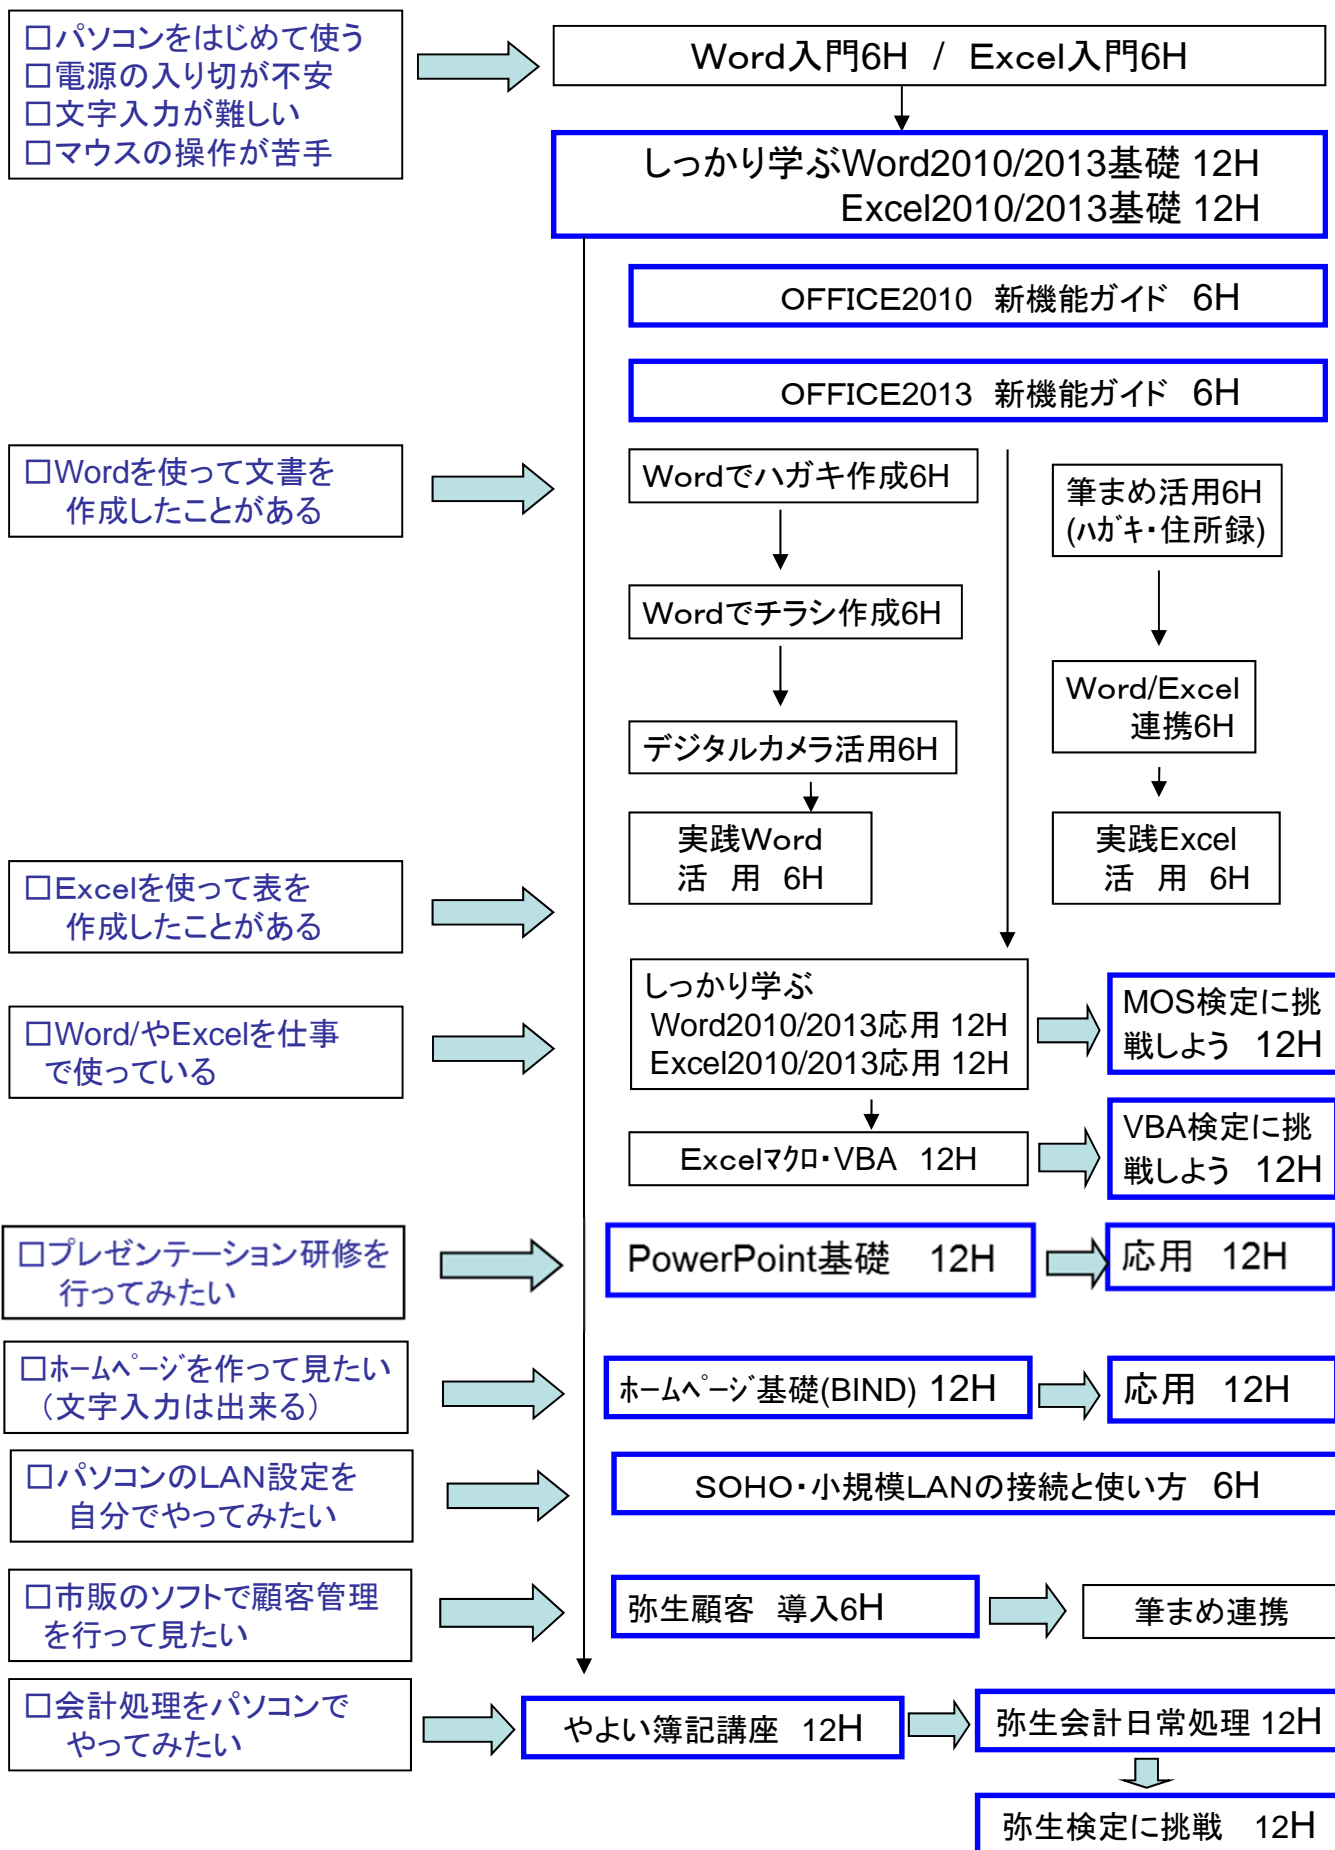 □パソコンをはじめて使う
□電源の入り切が不安
□文字入力が難しい
□マウスの操作が苦手
Word入門6H / Excel入門6H
しっかり学ぶWord2010/2013基礎 12H
Excel2010/2013基礎 12H
OFFICE2010 新機能ガイド 6H
OFFICE2013 新機能ガイド 6H
□Wordを使って文書を
作成したことがある
Wordでハガキ作成6H
筆まめ活用6H
(ﾊｶﾞｷ・住所録)
Wordでチラシ作成6H
Word/Excel
連携6H
デジタルカメラ活用6H
実践Word
活 用 6H
実践Excel
活 用 6H
□Excelを使って表を
作成したことがある
しっかり学ぶ
Word2010/2013応用 12H
Excel2010/2013応用 12H
MOS検定に挑
戦しよう 12H
□Word/やExcelを仕事
で使っている
Excelﾏｸﾛ・VBA 12H
VBA検定に挑
戦しよう 12H
□プレゼンテーション研修を
行ってみたい
PowerPoint基礎 12H
応用 12H
□ﾎｰﾑﾍﾟｰｼﾞを作って見たい
（文字入力は出来る）
ﾎｰﾑﾍﾟｰｼﾞ基礎(BIND) 12H
応用 12H
□パソコンのLAN設定を
自分でやってみたい
SOHO・小規模LANの接続と使い方 6H
□市販のソフトで顧客管理
を行って見たい
弥生顧客 導入6H
筆まめ連携
□会計処理をパソコンで
やってみたい
やよい簿記講座 12H
弥生会計日常処理 12H
弥生検定に挑戦 12H